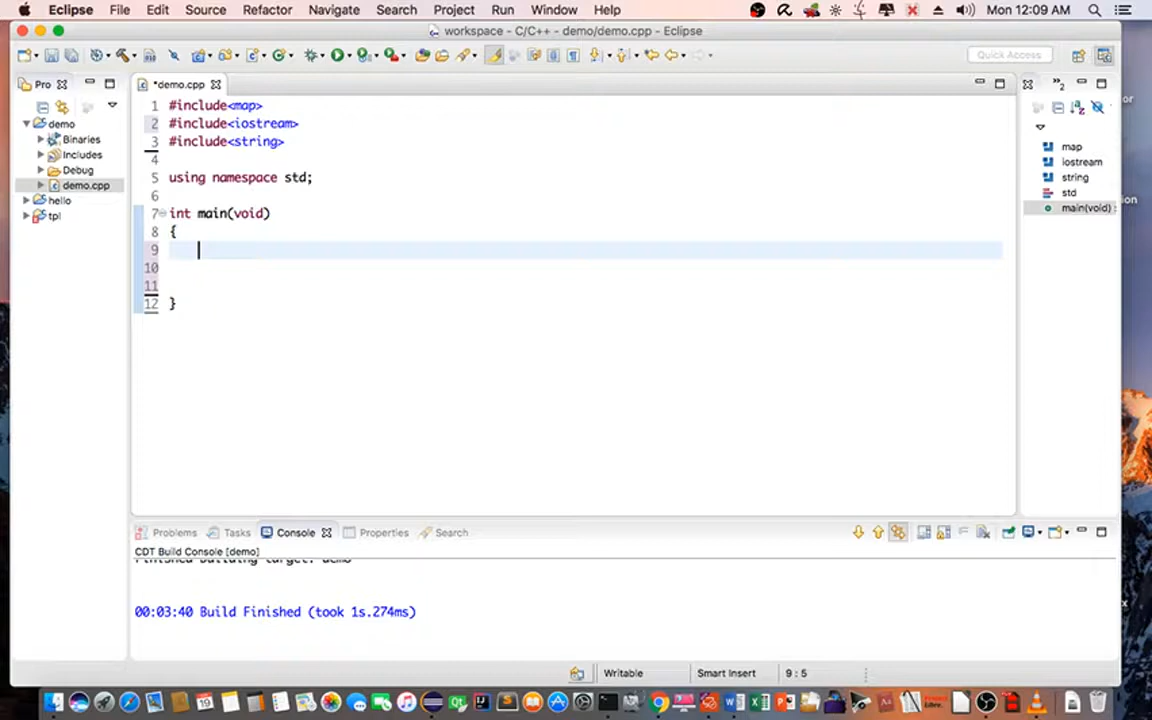 Eclipse File Edit Source Refactor Navigate Search Project Run Window Help Mon 12:09 AM
workspace - C/C++ - demo/demo.cpp - Eclipse
Quick Access
Pro
*demo.cpp
2
demo
Binaries
Includes
Debug
demo.cpp
hello
tpl
1 #include<map>
2 #include<iostream>
3 #include<string>
4
5 using namespace std;
6
7 int main(void)
8 {
9
10
11
12 }
map
iostream
string
std
main(void) :
Problems Tasks Console Properties Search
CDT Build Console [demo]
Finished building target: demo
00:03:40 Build Finished (took 1s.274ms)
Writable Smart Insert 9 : 5